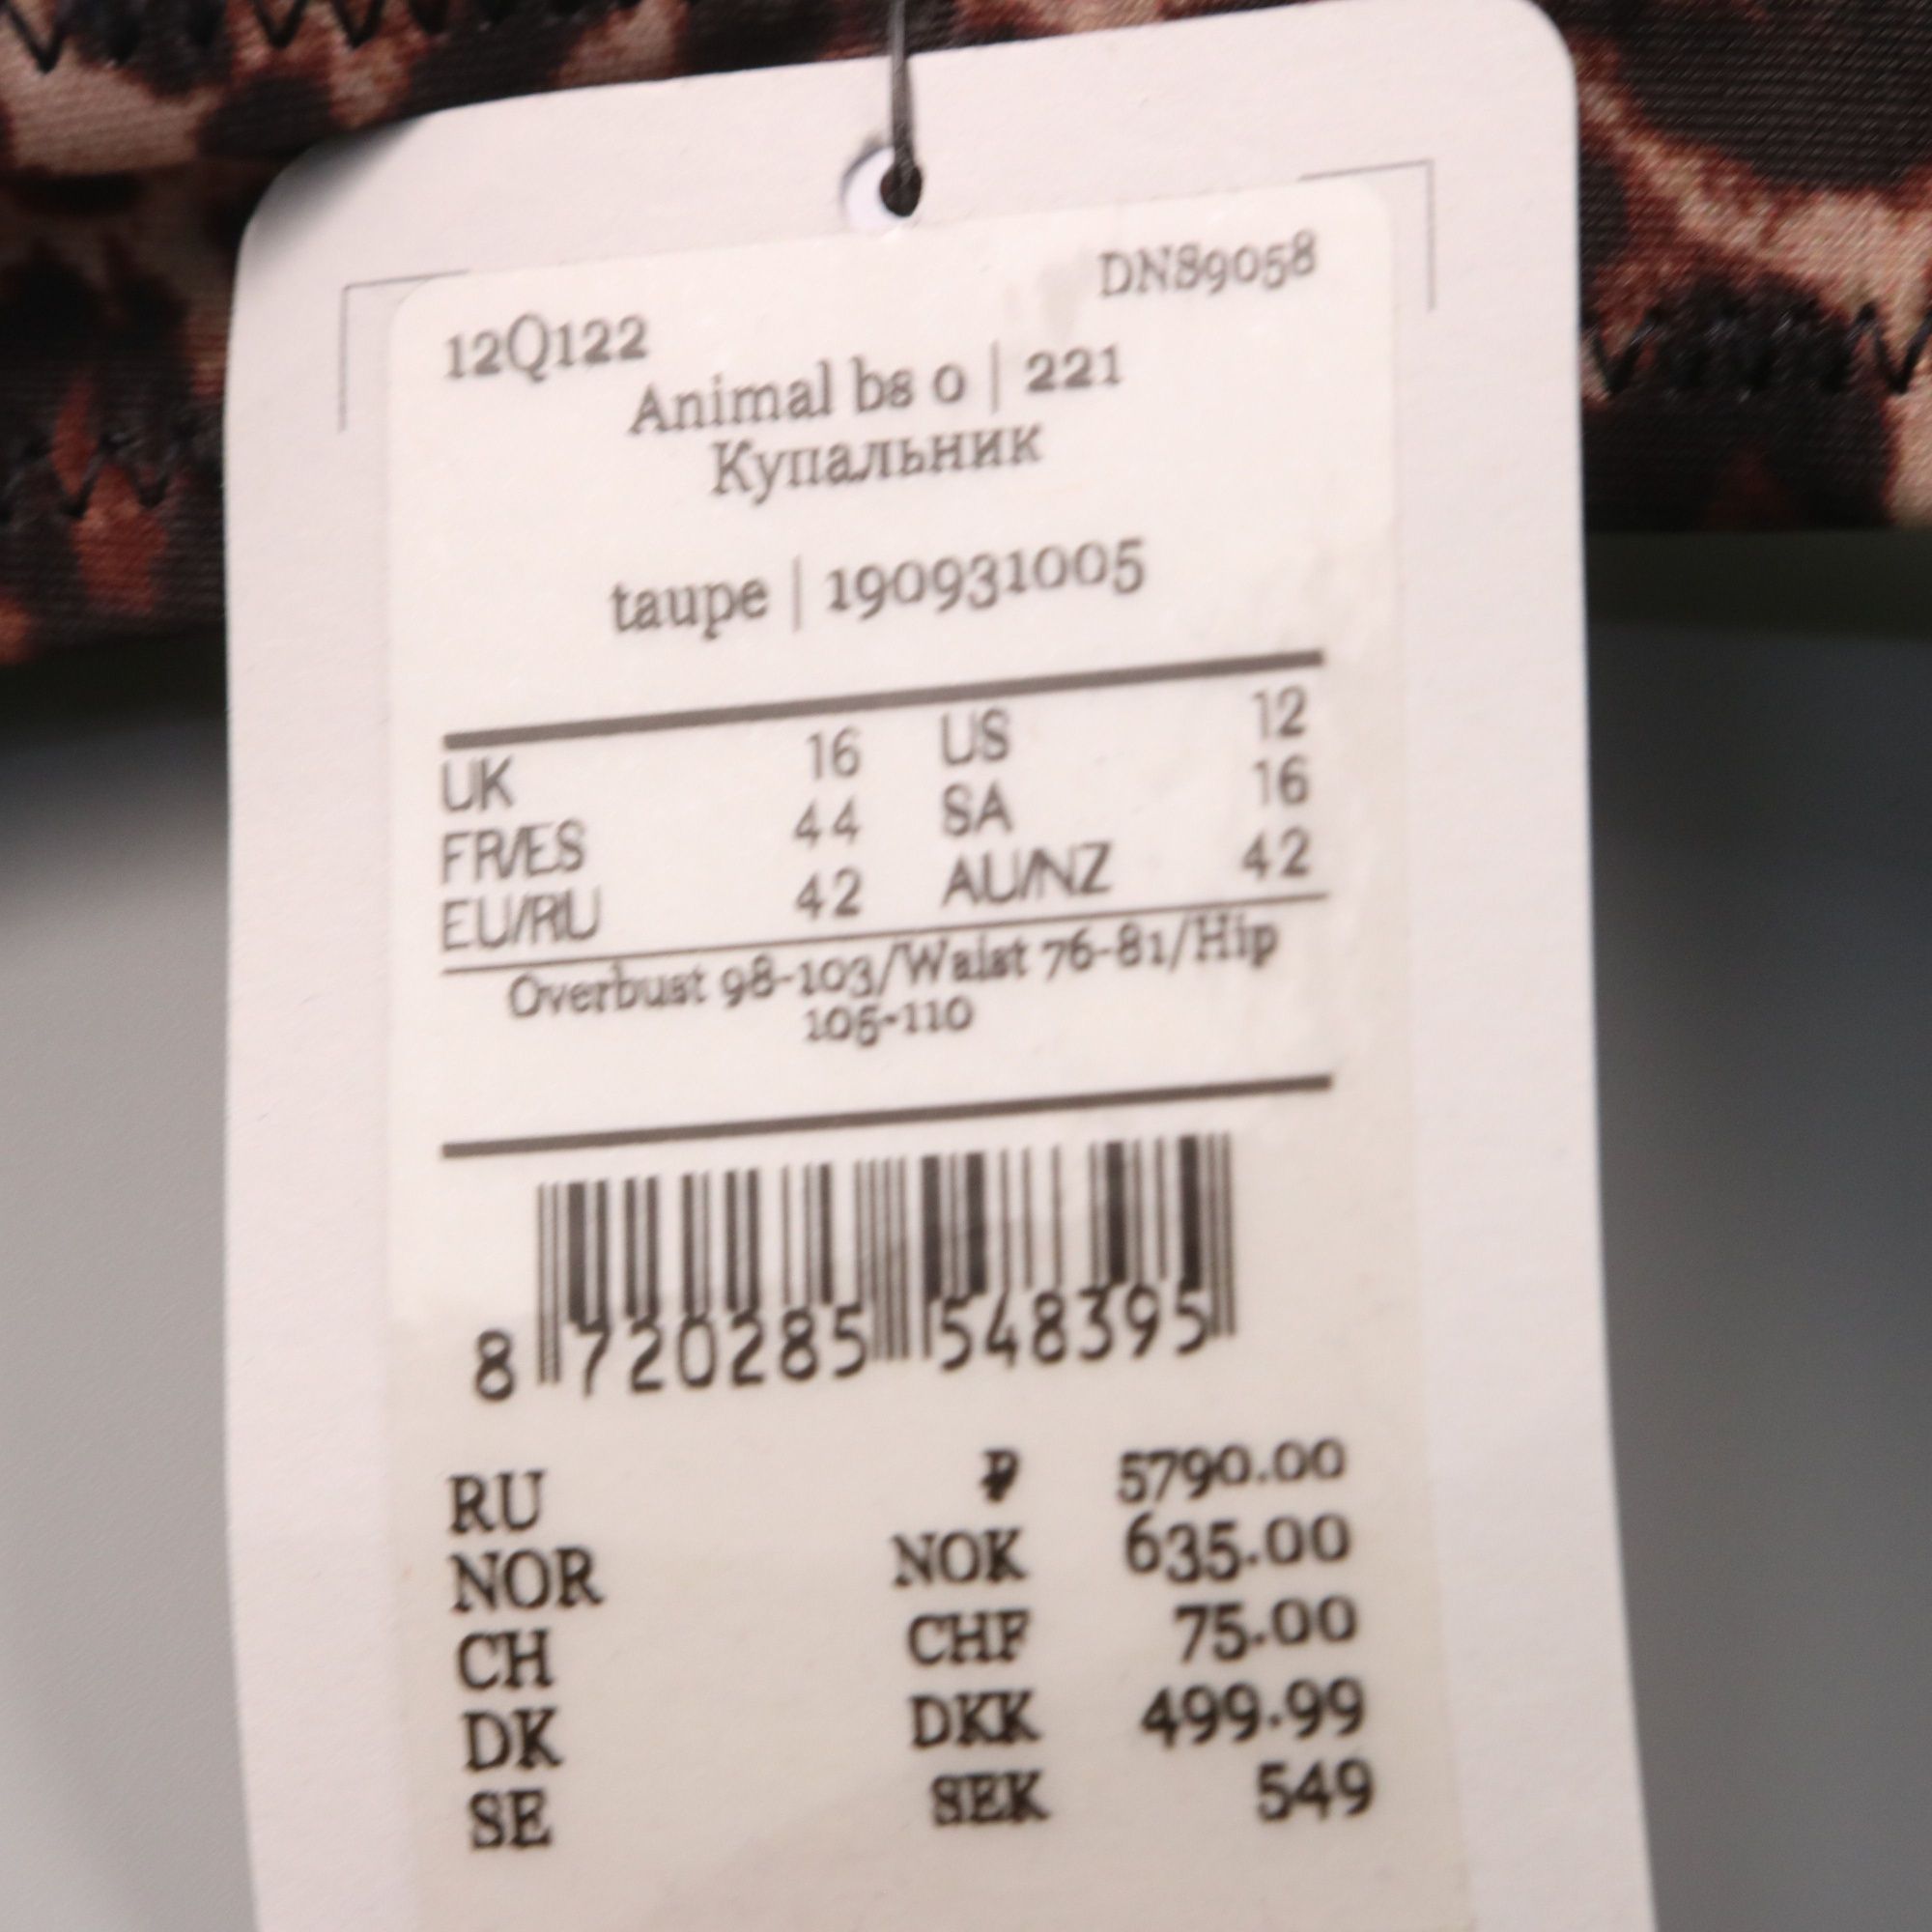 DNS9058
12Q122
Animal bs o | 221
Купальник
taupe | 190931005
UK 16 US 12
FR/ES 44 SA 16
EU/RU 42 AU/NZ 42
Overbust 98-103/Waist 76-81/Hip
105-110
8 720285 548395
RU ₽ 5790.00
NOR NOK 635.00
CH CHF 75.00
DK DKK 499.99
SE SEK 549